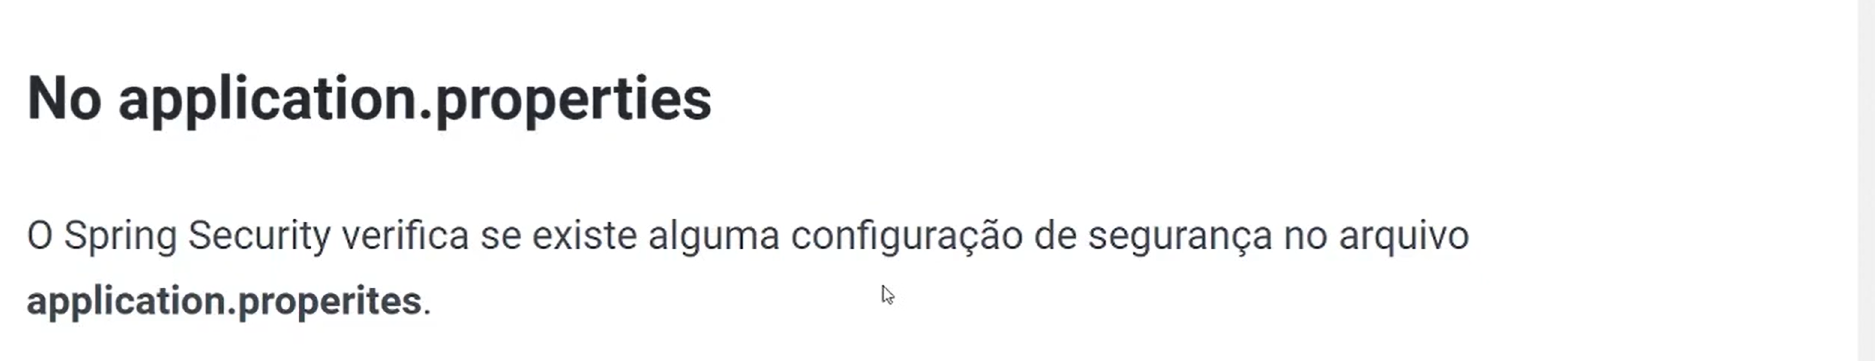 No application.properties
O Spring Security verifica se existe alguma configuração de segurança no arquivo
application.properites.